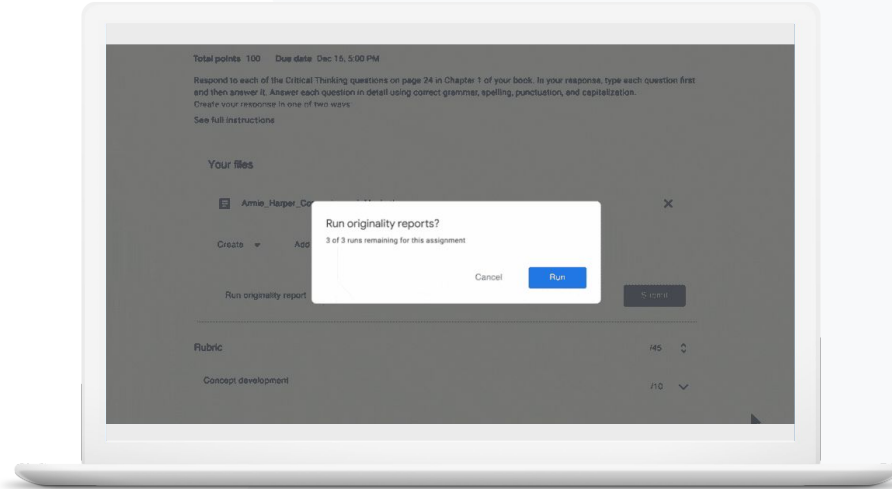 Total points 100 Due date Dec 15, 5:00 PM
Respond to each of the Critical Thinking questions on page 24 in Chapter 1 of your book. In your response, type each question first
and then answer it. Answer each question in detail using correct grammar, spelling, punctuation, and capitalization.
Create your response in one of two ways
See full instructions
Your files
Armie_Harper_Co
Create Add
Run originality reports?
3 of 3 runs remaining for this assignment
Cancel Run
Run originality report
Rubric /45
Concept development /10